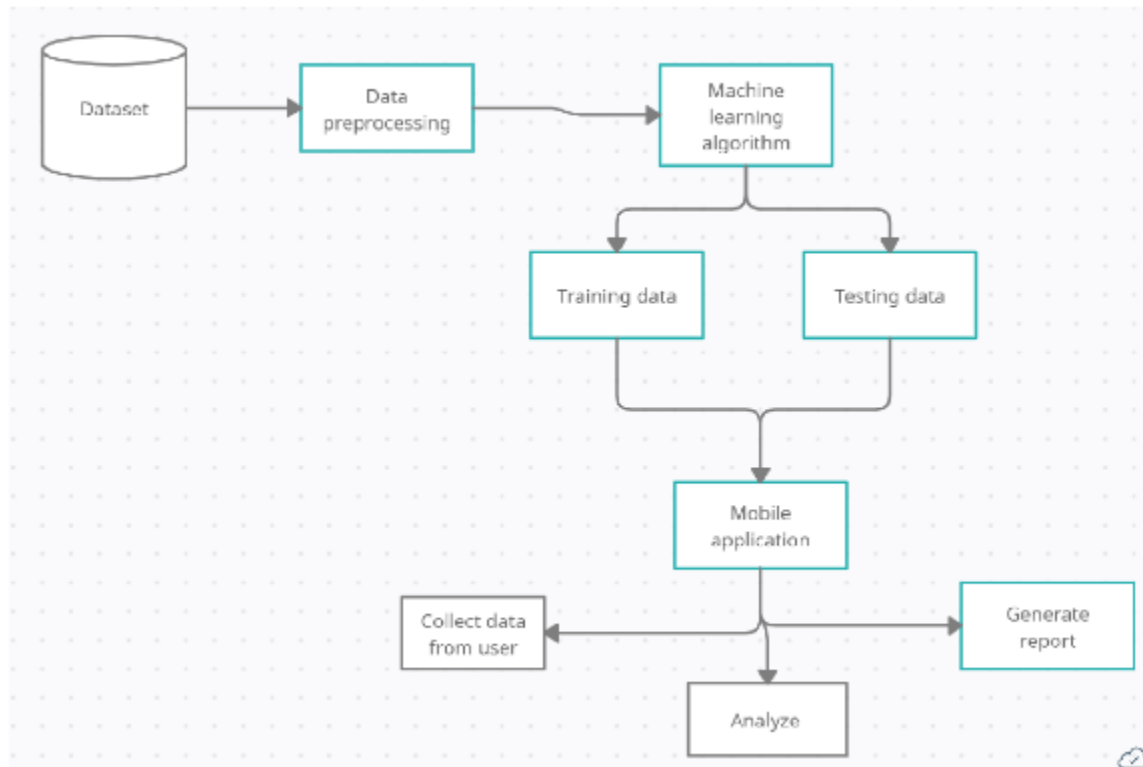 Dataset
Data
preprocessing
Machine
learning
algorithm
Training data
Testing data
Mobile
application
Collect data
from user
Generate
report
Analyze